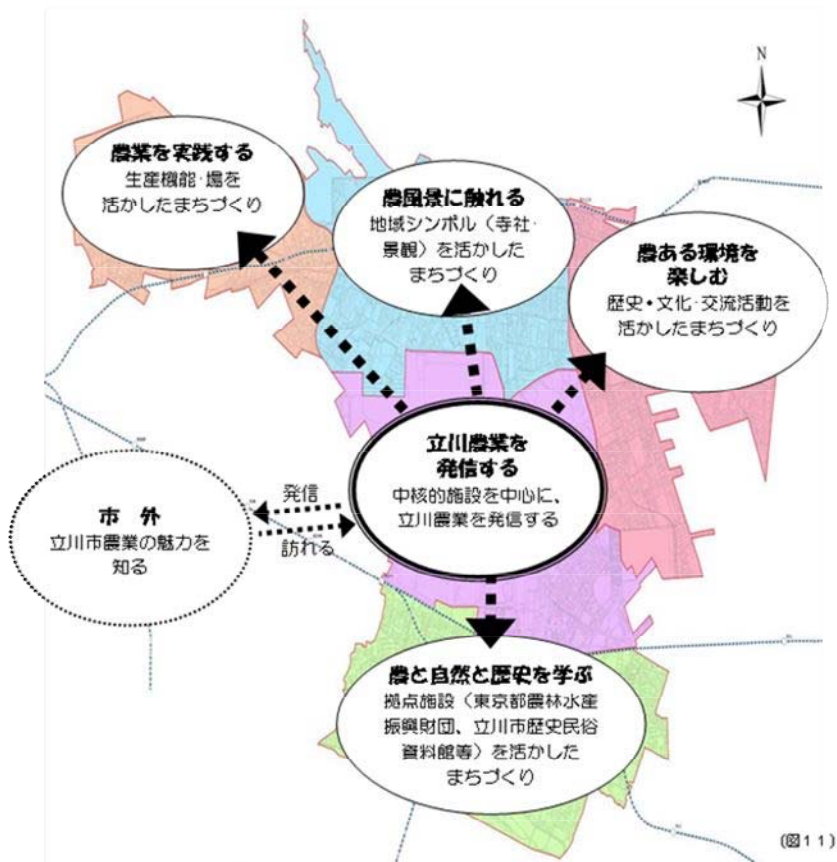 N
農業を実践する
生産機能・場を
活かしたまちづくり
農風景に触れる
地域シンボル（寺社・
景観）を活かした
まちづくり
農ある環境を
楽しむ
歴史・文化・交流活動を
活かしたまちづくり
立川農業を
発信する
中核的施設を中心に、
立川農業を発信する
発信
訪れる
市　外
立川市農業の魅力を
知る
農と自然と歴史を学ぶ
拠点施設（東京都農林水産
振興財団、立川市歴史民俗
資料館等）を活かした
まちづくり
(図１１)